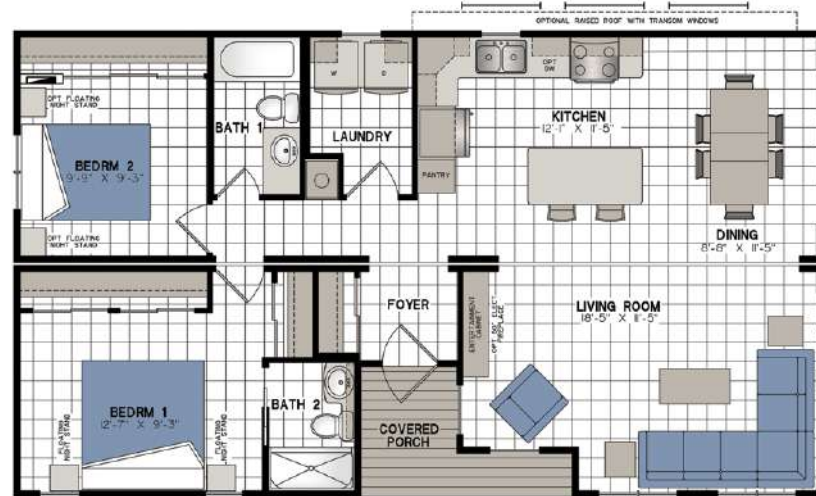 OPTIONAL RAISED ROOF WITH TRANSOM WINDOWS
OPT FLOATING
NIGHT STAND
BEDRM 2
9'-9" X 9'-3"
OPT FLOATING
NIGHT STAND
BATH 1
W
D
LAUNDRY
OPT
DW
KITCHEN
12'-1" X 11'-5"
PANTRY
DINING
8'-8" X 11'-5"
FOYER
ENTERTAINMENT
CABINET
OPT 50" ELECT
FIREPLACE
LIVING ROOM
18'-5" X 11'-5"
BEDRM 1
12'-7" X 9'-3"
FLOATING
NIGHT STAND
FLOATING
NIGHT STAND
BATH 2
COVERED
PORCH